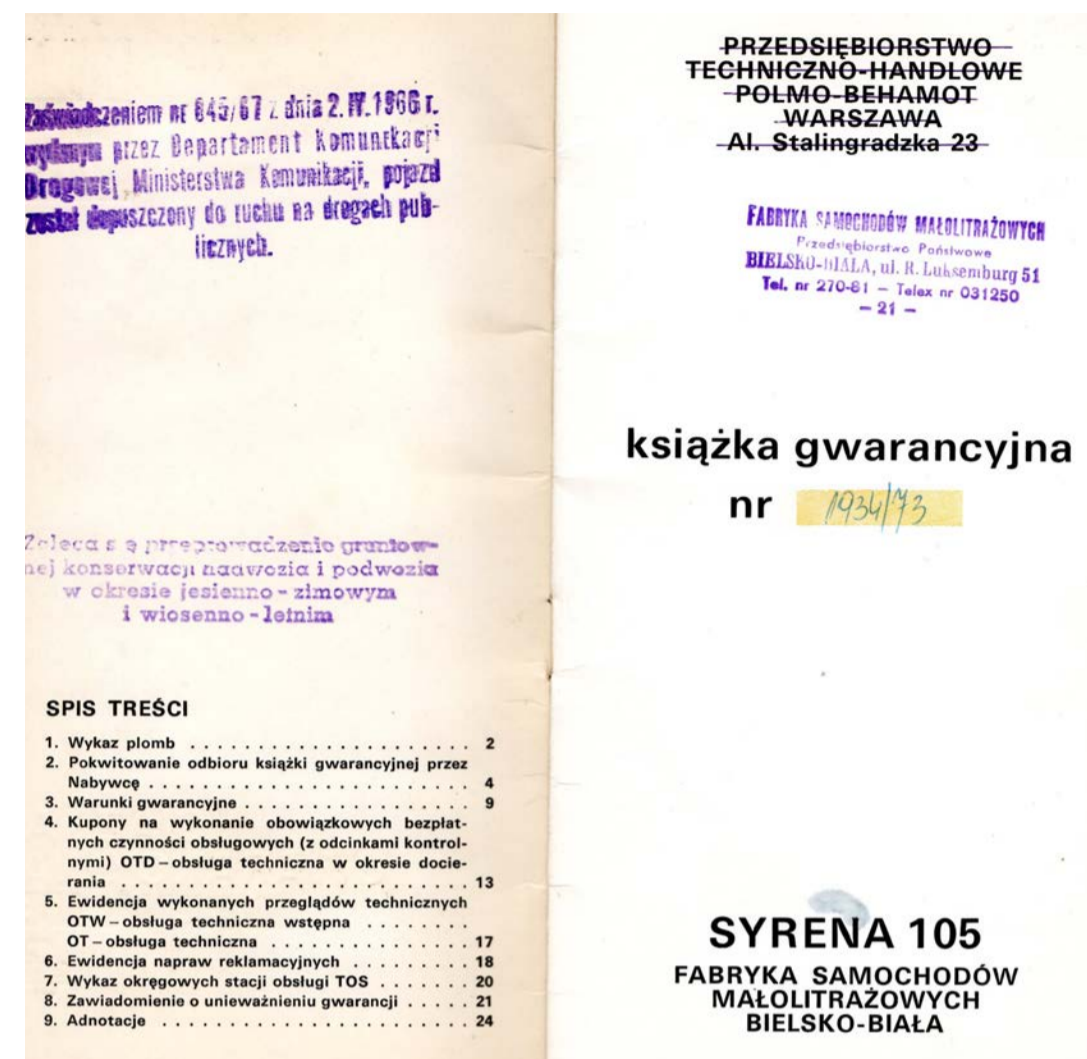 Zaświadczeniem nr 645/67 z dnia 2.IV.1966 r.
wydanym przez Departament Komunikacji
Drogowej Ministerstwa Komunikacji, pojazd
został dopuszczony do ruchu na drogach pub-
licznych.
Zaleca się przeprowadzenie gruntow-
nej konserwacji nadwozia i podwozia
w okresie jesienno - zimowym
i wiosenno - letnim
SPIS TREŚCI
1. Wykaz plomb . . . . . . . . . . . . . . . . . . . . . 2
2. Pokwitowanie odbioru książki gwarancyjnej przez
Nabywcę . . . . . . . . . . . . . . . . . . . . . . . . 4
3. Warunki gwarancyjne . . . . . . . . . . . . . . . . . 9
4. Kupony na wykonanie obowiązkowych bezpłat-
nych czynności obsługowych (z odcinkami kontrol-
nymi) OTD – obsługa techniczna w okresie docie-
rania . . . . . . . . . . . . . . . . . . . . . . . . . . 13
5. Ewidencja wykonanych przeglądów technicznych
OTW – obsługa techniczna wstępna . . . . . . . .
OT – obsługa techniczna . . . . . . . . . . . . . . . 17
6. Ewidencja napraw reklamacyjnych . . . . . . . . . 18
7. Wykaz okręgowych stacji obsługi TOS . . . . . . . 20
8. Zawiadomienie o unieważnieniu gwarancji . . . . . 21
9. Adnotacje . . . . . . . . . . . . . . . . . . . . . . . 24
PRZEDSIĘBIORSTWO
TECHNICZNO-HANDLOWE
POLMO-BEHAMOT
WARSZAWA
Al. Stalingradzka 23
FABRYKA SAMOCHODÓW MAŁOLITRAŻOWYCH
Przedsiębiorstwo Państwowe
BIELSKO-BIAŁA, ul. R. Luksemburg 51
Tel. nr 270-81 – Telex nr 031250
– 21 –
książka gwarancyjna
nr 1934/73
SYRENA 105
FABRYKA SAMOCHODÓW
MAŁOLITRAŻOWYCH
BIELSKO-BIAŁA